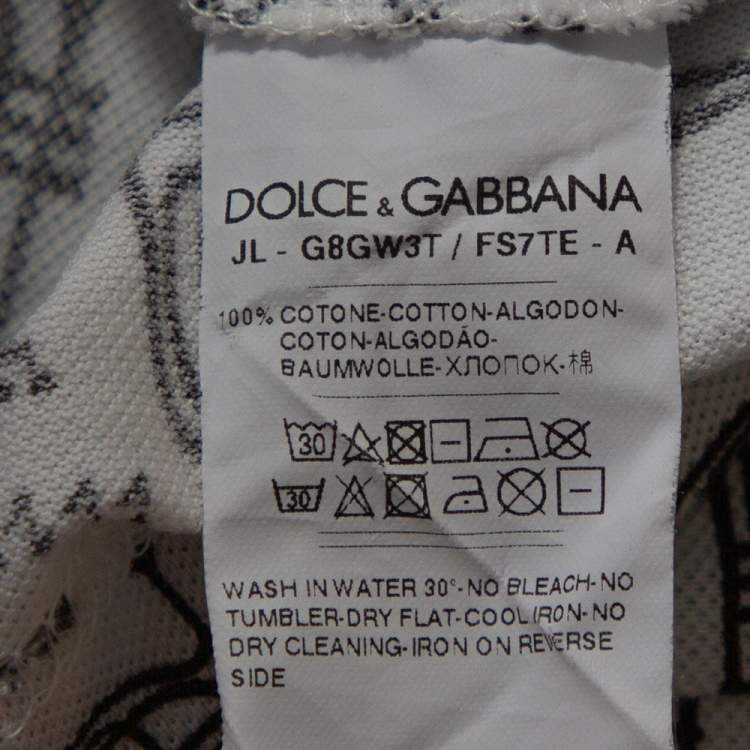 DOLCE & GABBANA
JL - G8GW3T / FS7TE - A
100% COTONE-COTTON-ALGODON-
COTON-ALGODÃO-
BAUMWOLLE-ХЛОПОК-棉
30
30
WASH IN WATER 30°-NO BLEACH-NO
TUMBLER-DRY FLAT-COOL IRON-NO
DRY CLEANING-IRON ON REVERSE
SIDE